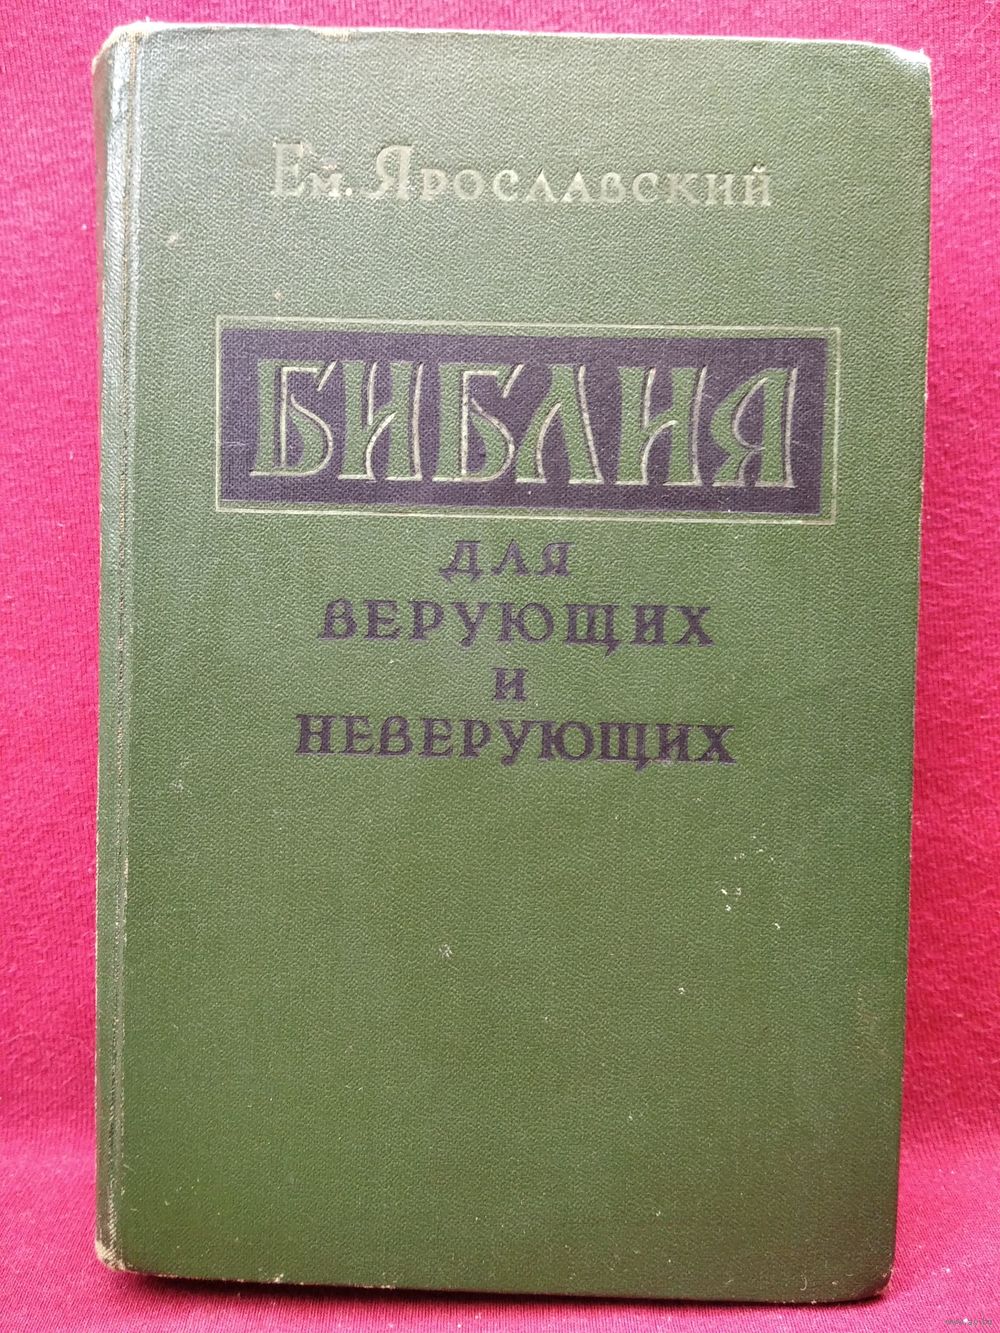 Ем. Ярославский
БИБЛИЯ
ДЛЯ
ВЕРУЮЩИХ
И
НЕВЕРУЮЩИХ